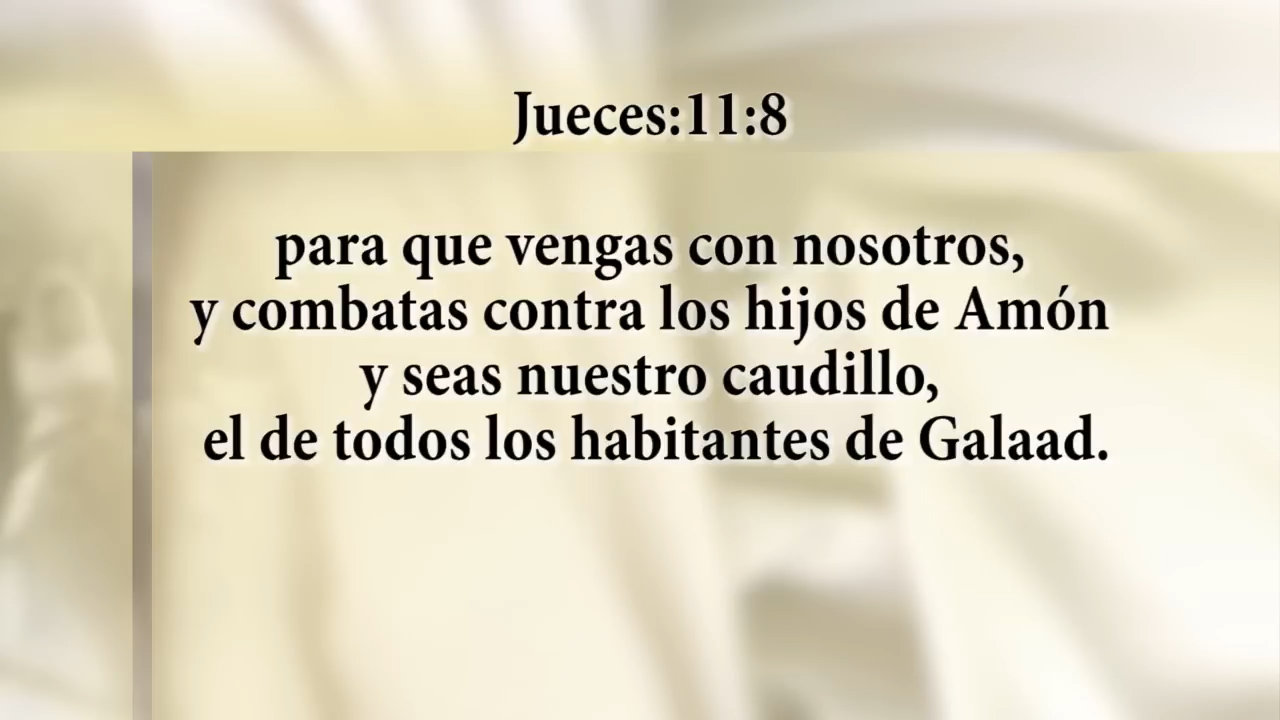 Jueces:11:8
para que vengas con nosotros,
y combatas contra los hijos de Amón
y seas nuestro caudillo,
el de todos los habitantes de Galaad.